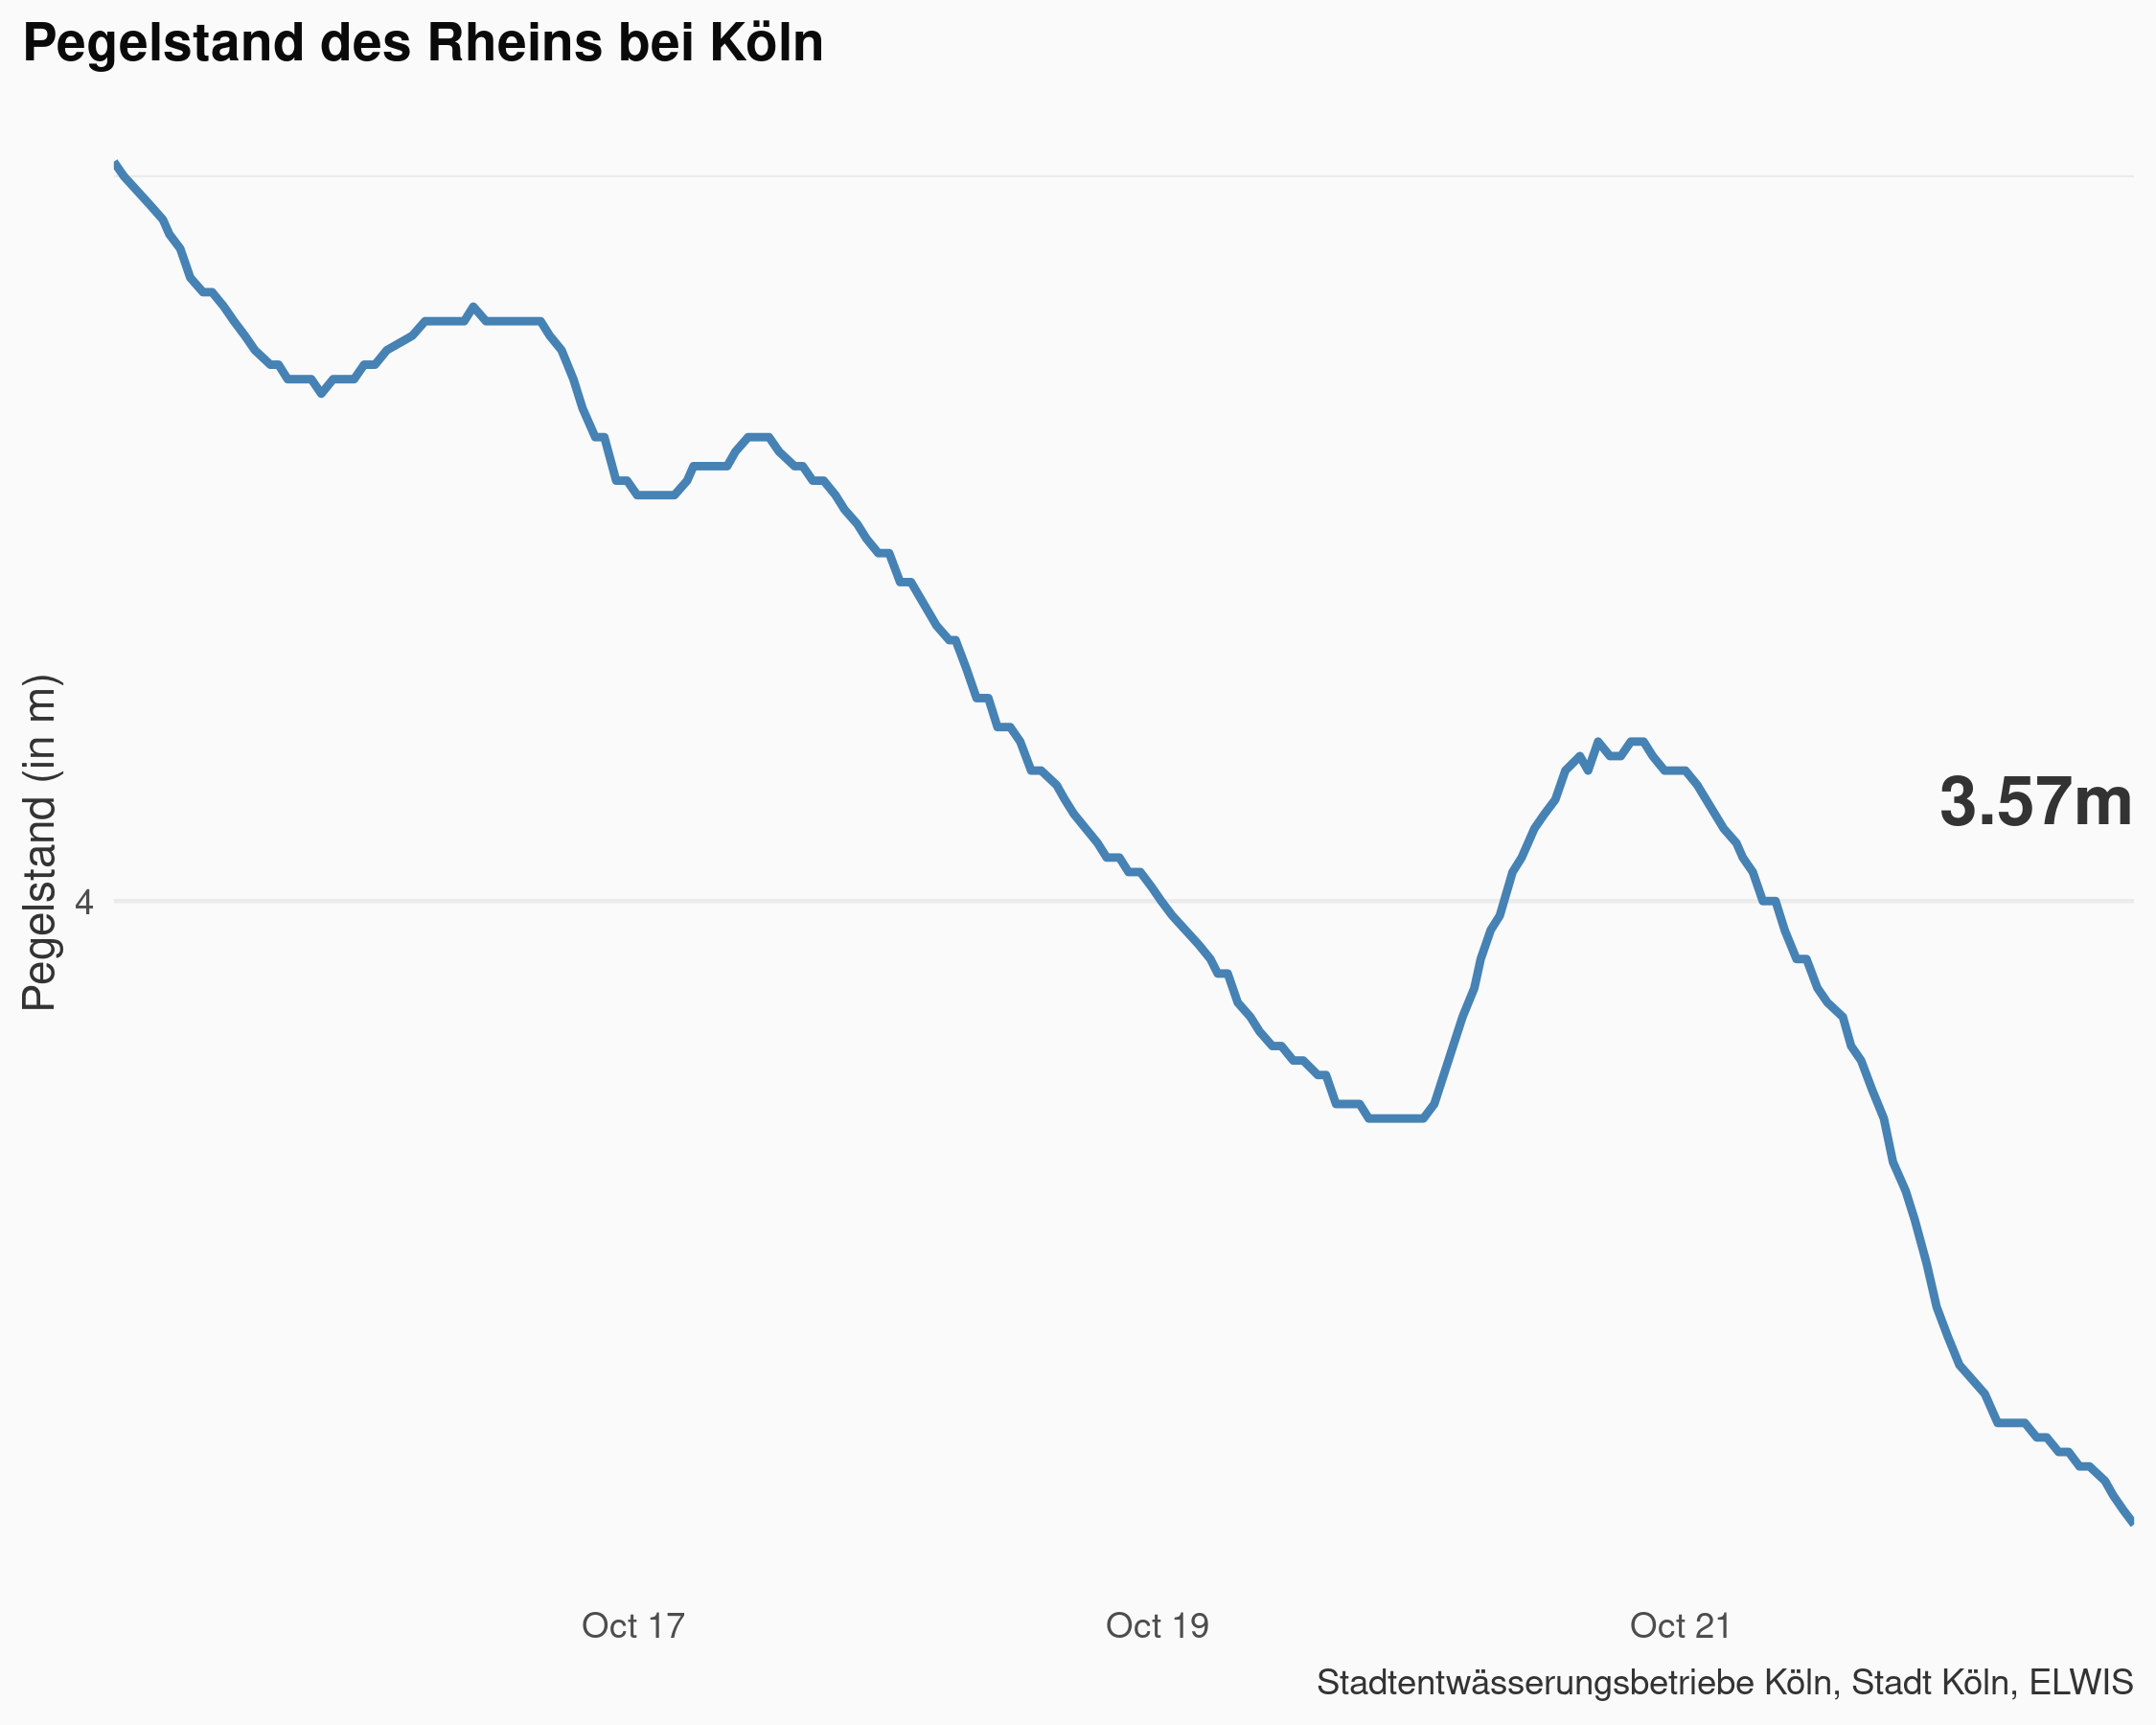 Pegelstand des Rheins bei Köln
Pegelstand (in m)
3.57m
4
Oct 17
Oct 19
Oct 21
Stadtentwässerungsbetriebe Köln, Stadt Köln, ELWIS